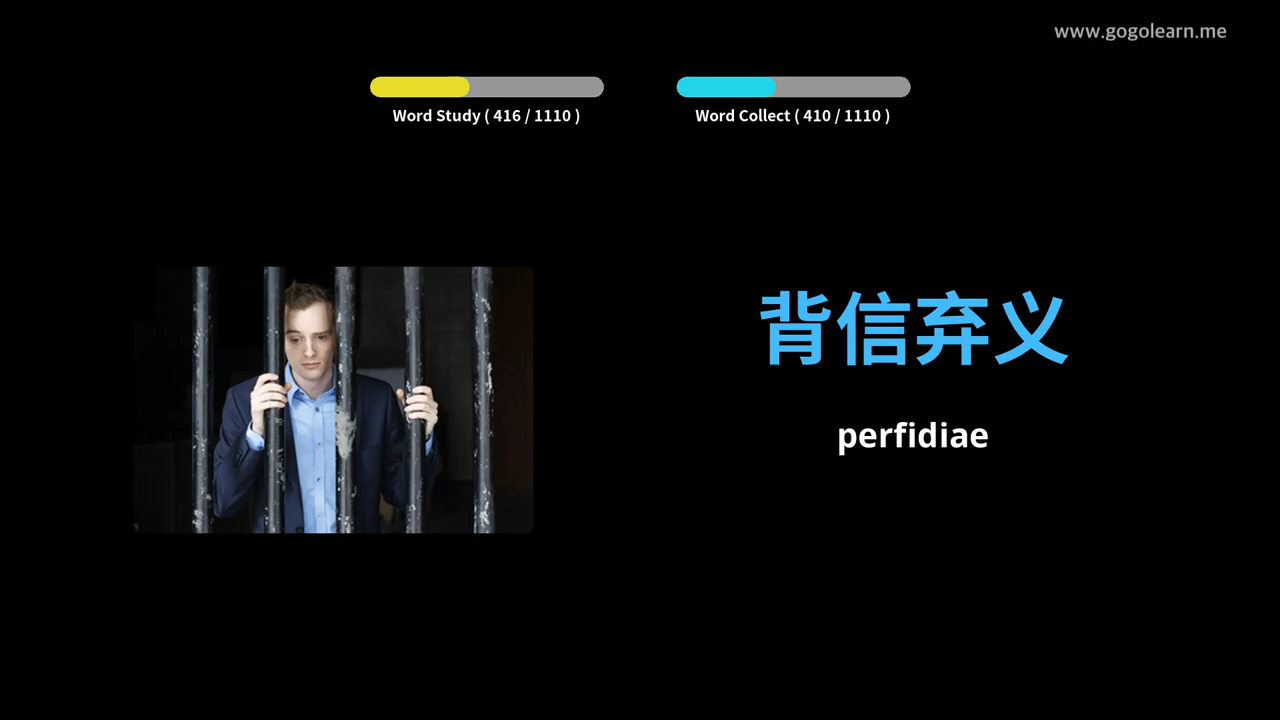 www.gogolearn.me
Word Study ( 416 / 1110 )
Word Collect ( 410 / 1110 )
背信弃义
perfidiae